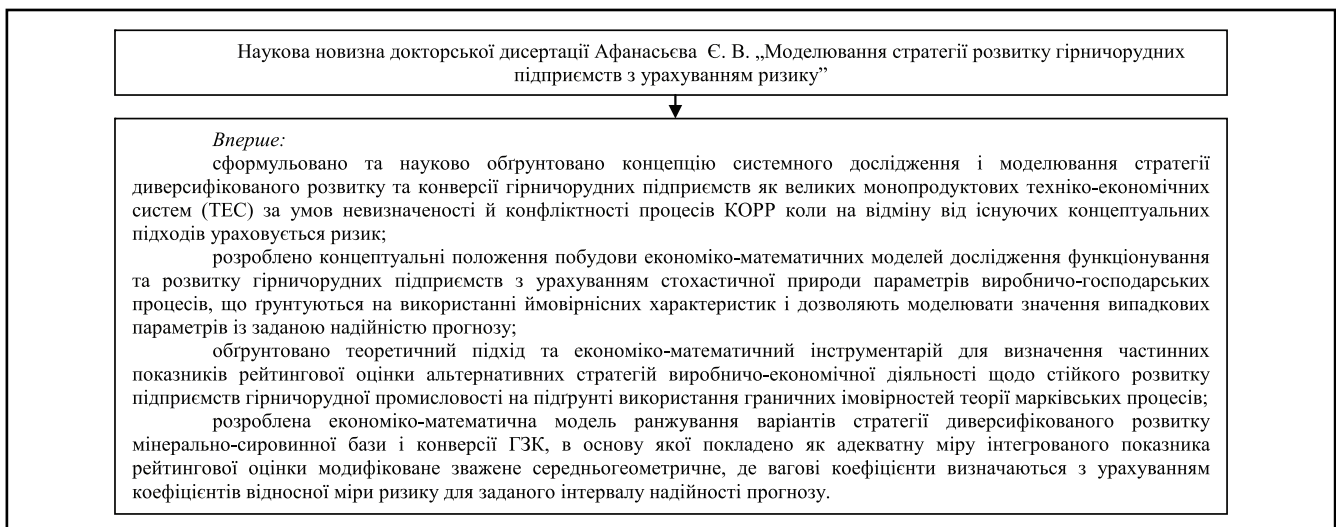 Наукова новизна докторської дисертації Афанасьєва Є. В. „Моделювання стратегії розвитку гірничорудних
підприємств з урахуванням ризику”
Вперше:
сформульовано та науково обґрунтовано концепцію системного дослідження і моделювання стратегії
диверсифікованого розвитку та конверсії гірничорудних підприємств як великих монопродуктових техніко-економічних
систем (ТЕС) за умов невизначеності й конфліктності процесів КОРР коли на відміну від існуючих концептуальних
підходів ураховується ризик;
розроблено концептуальні положення побудови економіко-математичних моделей дослідження функціонування
та розвитку гірничорудних підприємств з урахуванням стохастичної природи параметрів виробничо-господарських
процесів, що ґрунтуються на використанні ймовірнісних характеристик і дозволяють моделювати значення випадкових
параметрів із заданою надійністю прогнозу;
обґрунтовано теоретичний підхід та економіко-математичний інструментарій для визначення частинних
показників рейтингової оцінки альтернативних стратегій виробничо-економічної діяльності щодо стійкого розвитку
підприємств гірничорудної промисловості на підґрунті використання граничних імовірностей теорії марківських процесів;
розроблена економіко-математична модель ранжування варіантів стратегії диверсифікованого розвитку
мінерально-сировинної бази і конверсії ГЗК, в основу якої покладено як адекватну міру інтегрованого показника
рейтингової оцінки модифіковане зважене середньогеометричне, де вагові коефіцієнти визначаються з урахуванням
коефіцієнтів відносної міри ризику для заданого інтервалу надійності прогнозу.